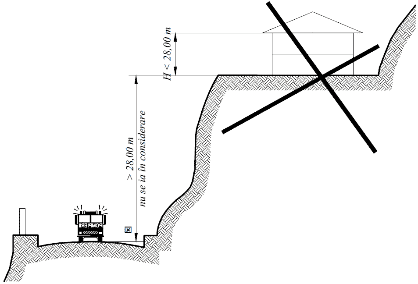 H < 28,00 m
> 28,00 m
nu se ia în considerare